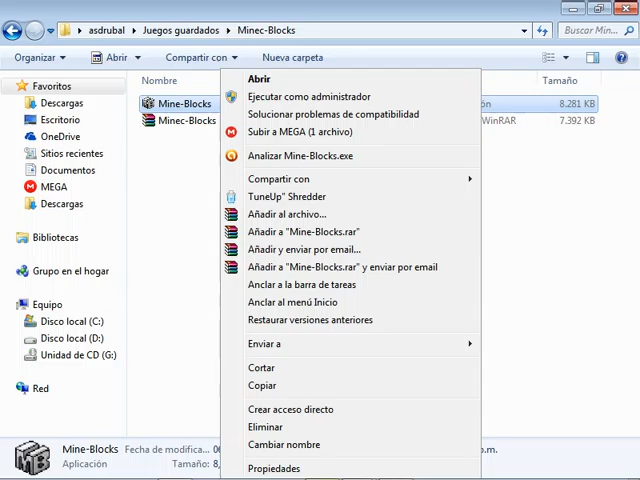 asdrubal ▸ Juegos guardados ▸ Minec-Blocks
Buscar Min...
Organizar Abrir Compartir con Nueva carpeta
Favoritos
Descargas
Escritorio
OneDrive
Sitios recientes
Documentos
MEGA
Descargas
Bibliotecas
Grupo en el hogar
Equipo
Disco local (C:)
Disco local (D:)
Unidad de CD (G:)
Red
Nombre Tamaño
Mine-Blocks 8.281 KB
Minec-Blocks WinRAR 7.392 KB
Abrir
Ejecutar como administrador
Solucionar problemas de compatibilidad
Subir a MEGA (1 archivo)
Analizar Mine-Blocks.exe
Compartir con
TuneUp" Shredder
Añadir al archivo...
Añadir a "Mine-Blocks.rar"
Añadir y enviar por email...
Añadir a "Mine-Blocks.rar" y enviar por email
Anclar a la barra de tareas
Anclar al menú Inicio
Restaurar versiones anteriores
Enviar a
Cortar
Copiar
Crear acceso directo
Eliminar
Cambiar nombre
Propiedades
MB
Mine-Blocks Fecha de modifica... p.m.
Aplicación Tamaño: 8,